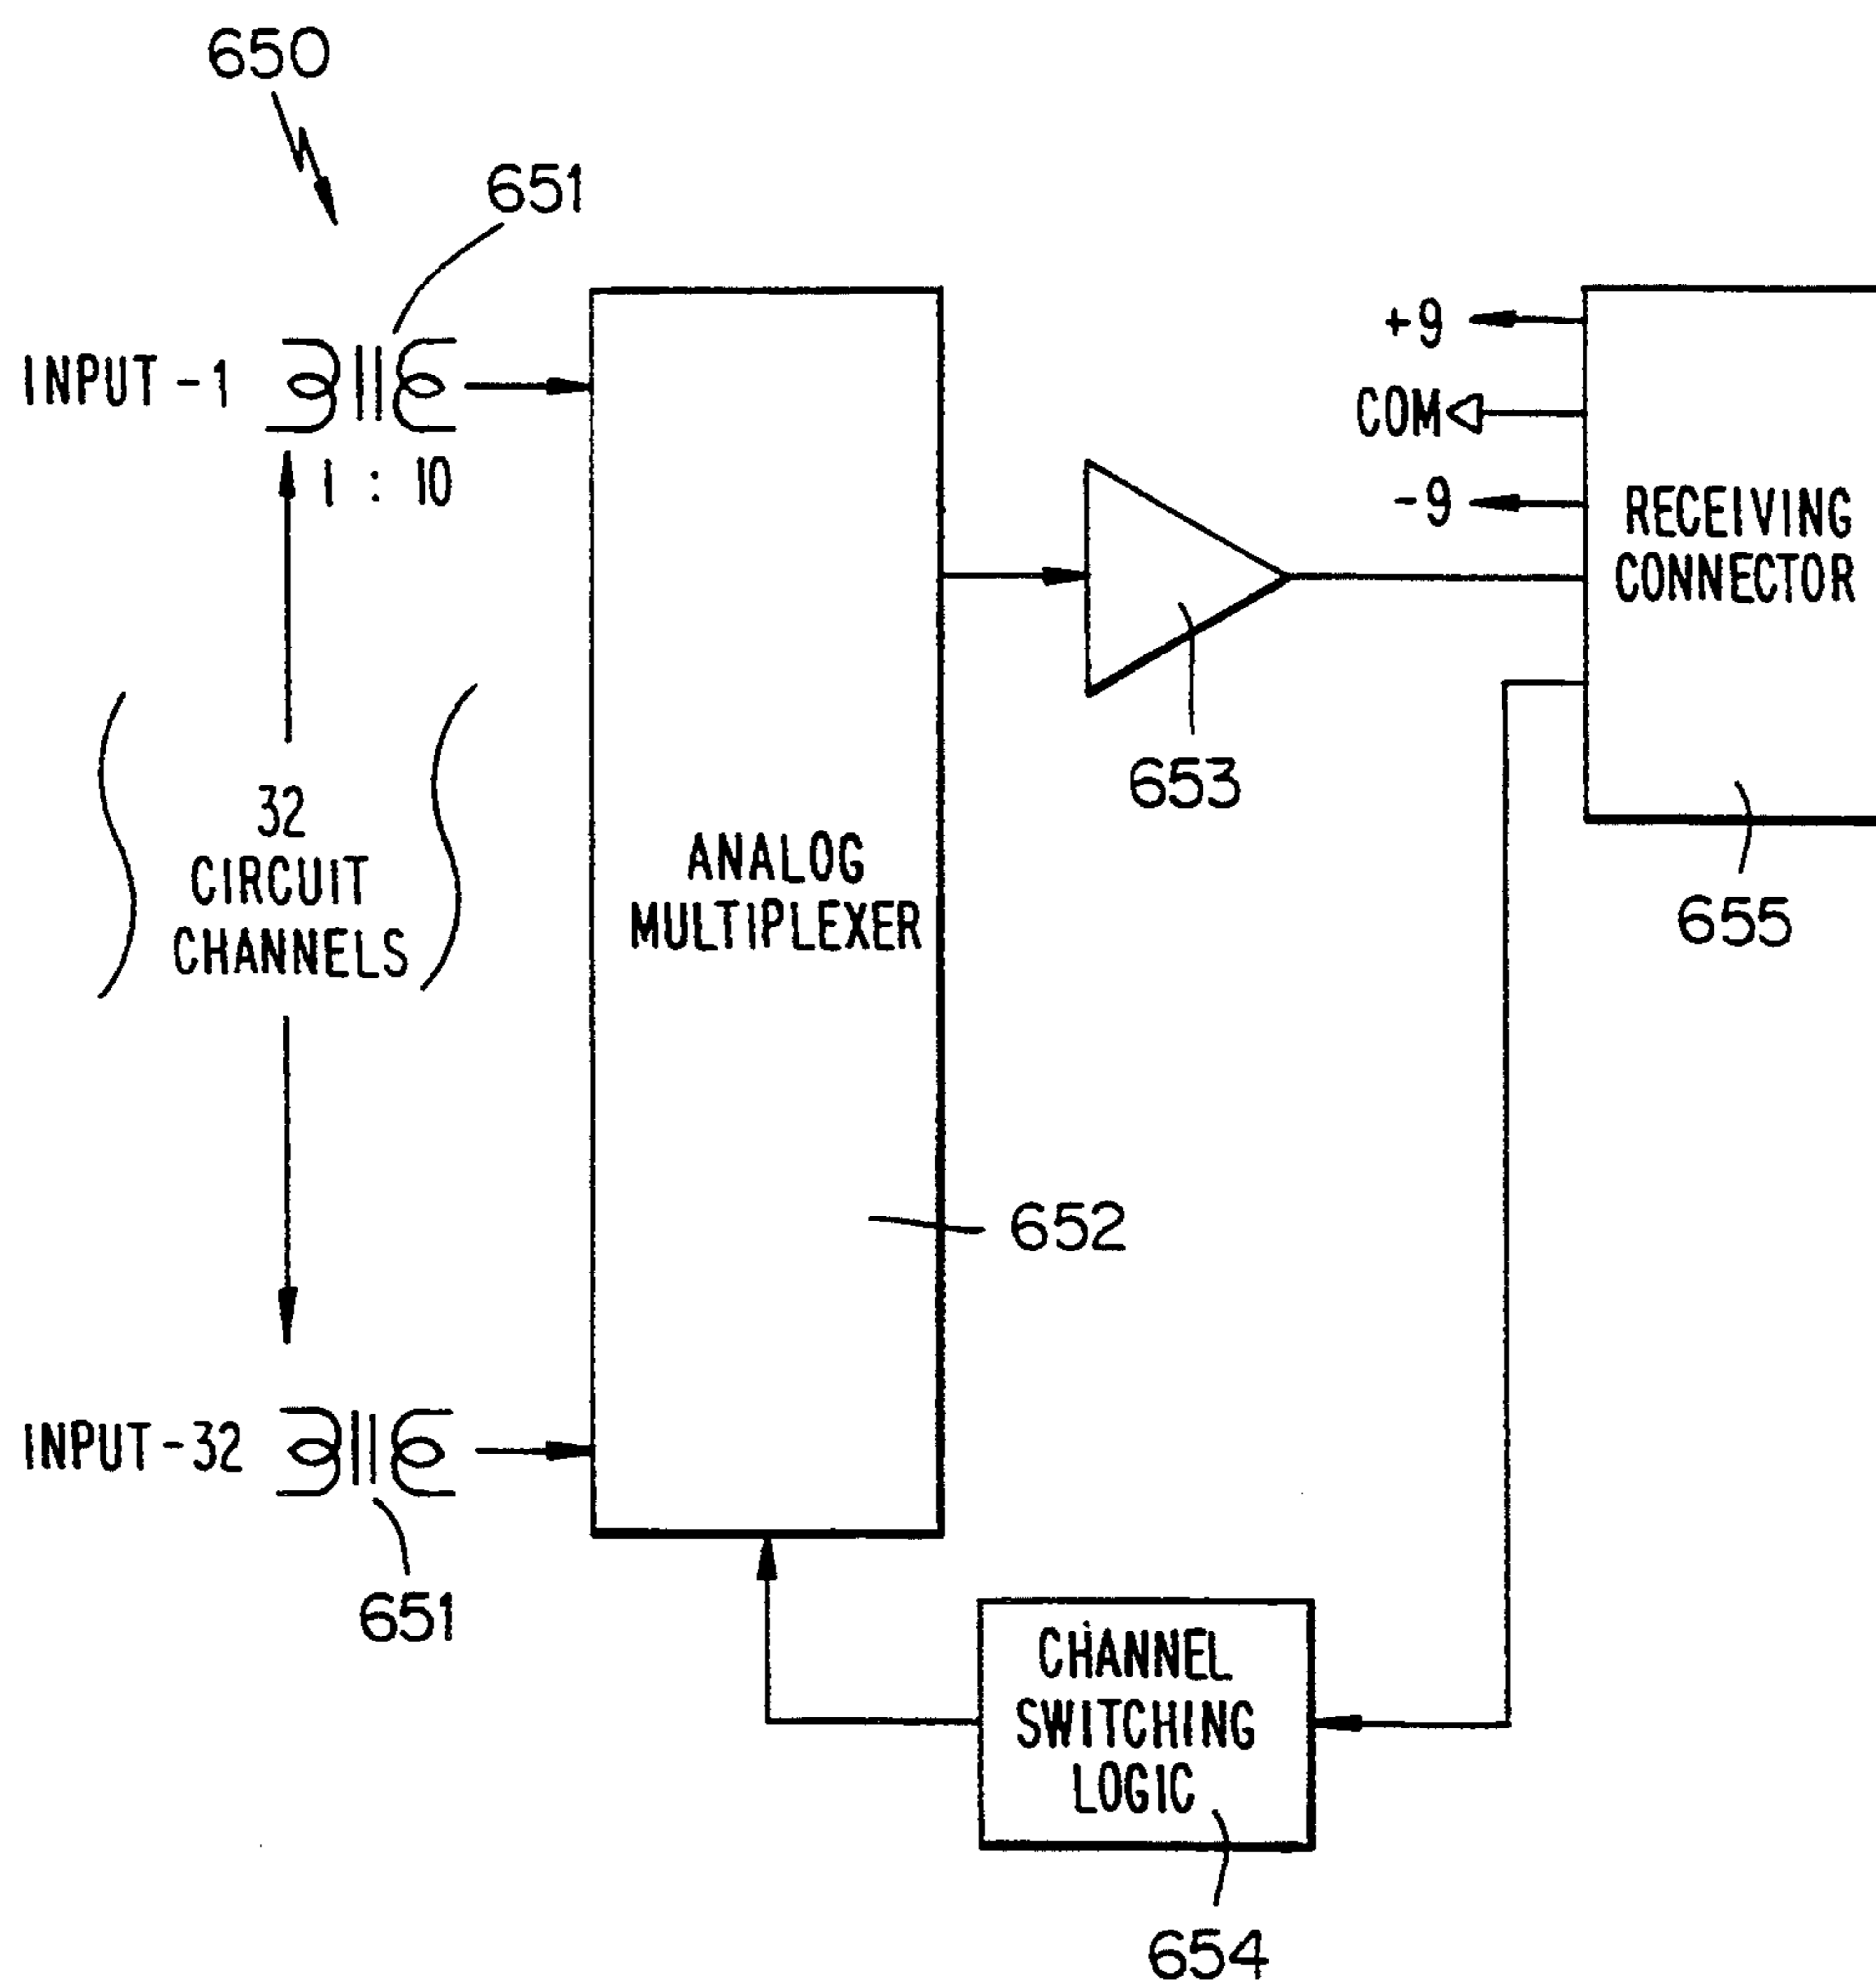 650
651
INPUT-1
1 : 10
+9
COM
-9
RECEIVING
CONNECTOR
653
32
CIRCUIT
CHANNELS
ANALOG
MULTIPLEXER
655
652
INPUT-32
651
CHANNEL
SWITCHING
LOGIC
654